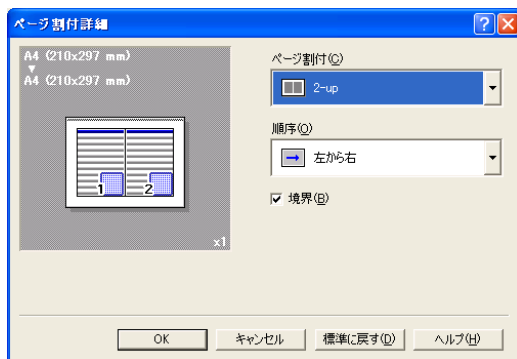 ページ割付詳細
A4 (210x297 mm)
A4 (210x297 mm)
1 2
x1
ページ割付(C)
2-up
順序(O)
左から右
境界(B)
OK キャンセル 標準に戻す(D) ヘルプ(H)